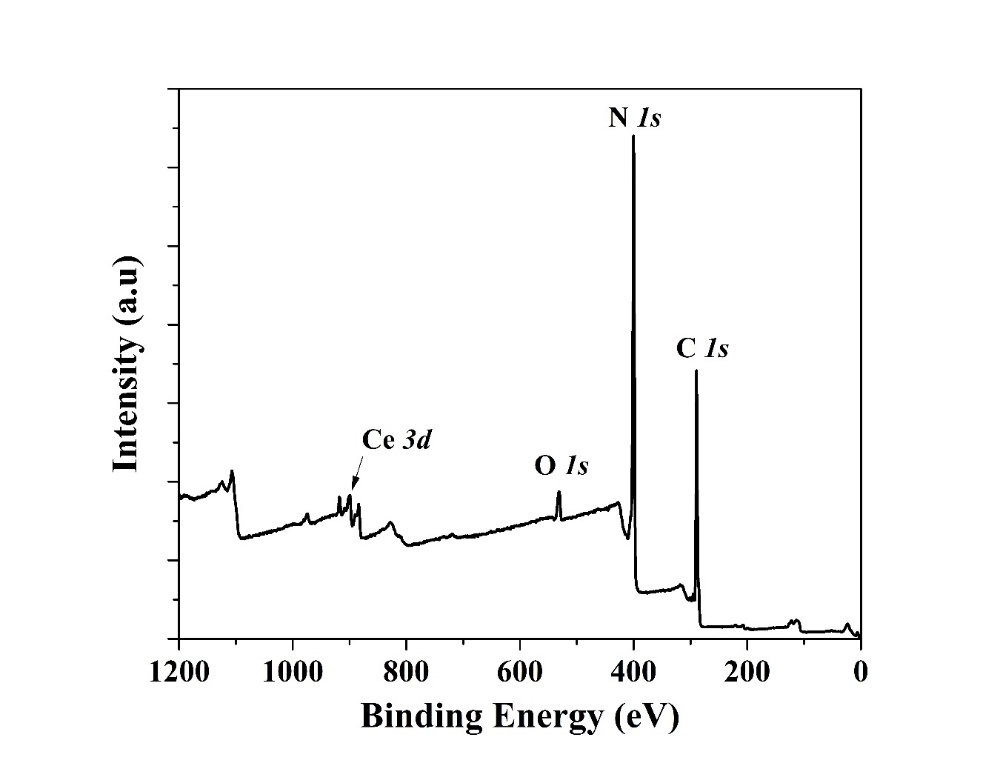 N 1s
C 1s
Ce 3d
O 1s
Intensity (a.u)
1200 1000 800 600 400 200 0
Binding Energy (eV)